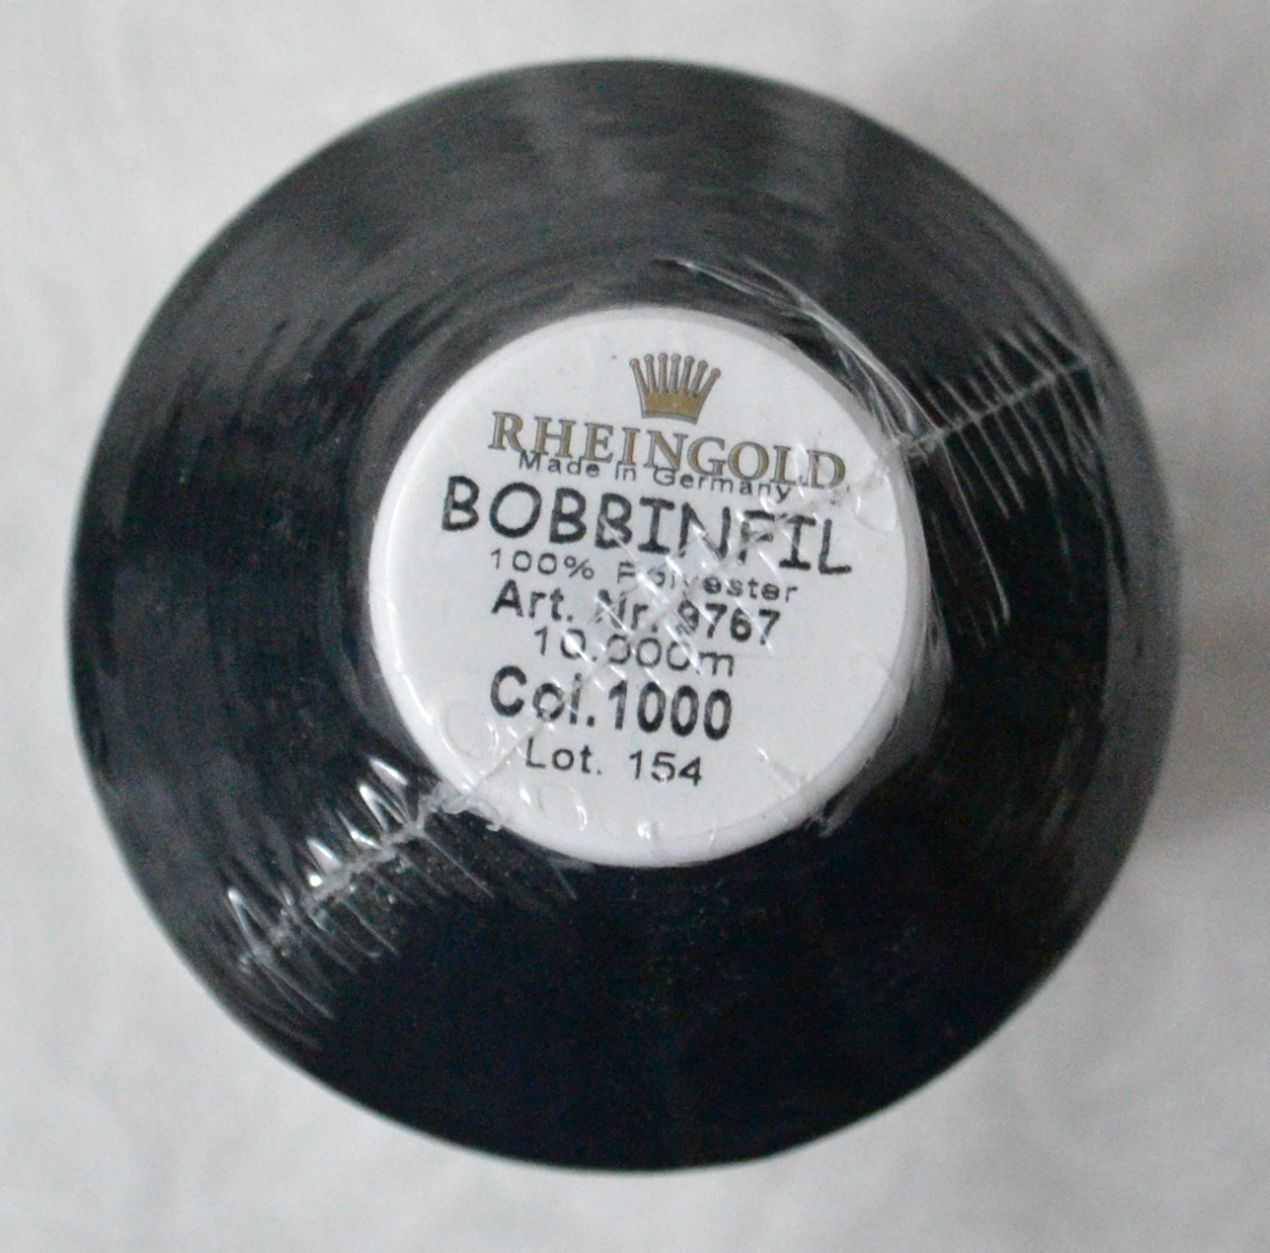 RHEINGOLD
Made in Germany
BOBBINFIL
100% Polyester
Art. Nr. 9767
10.000m
Col.1000
Lot. 154